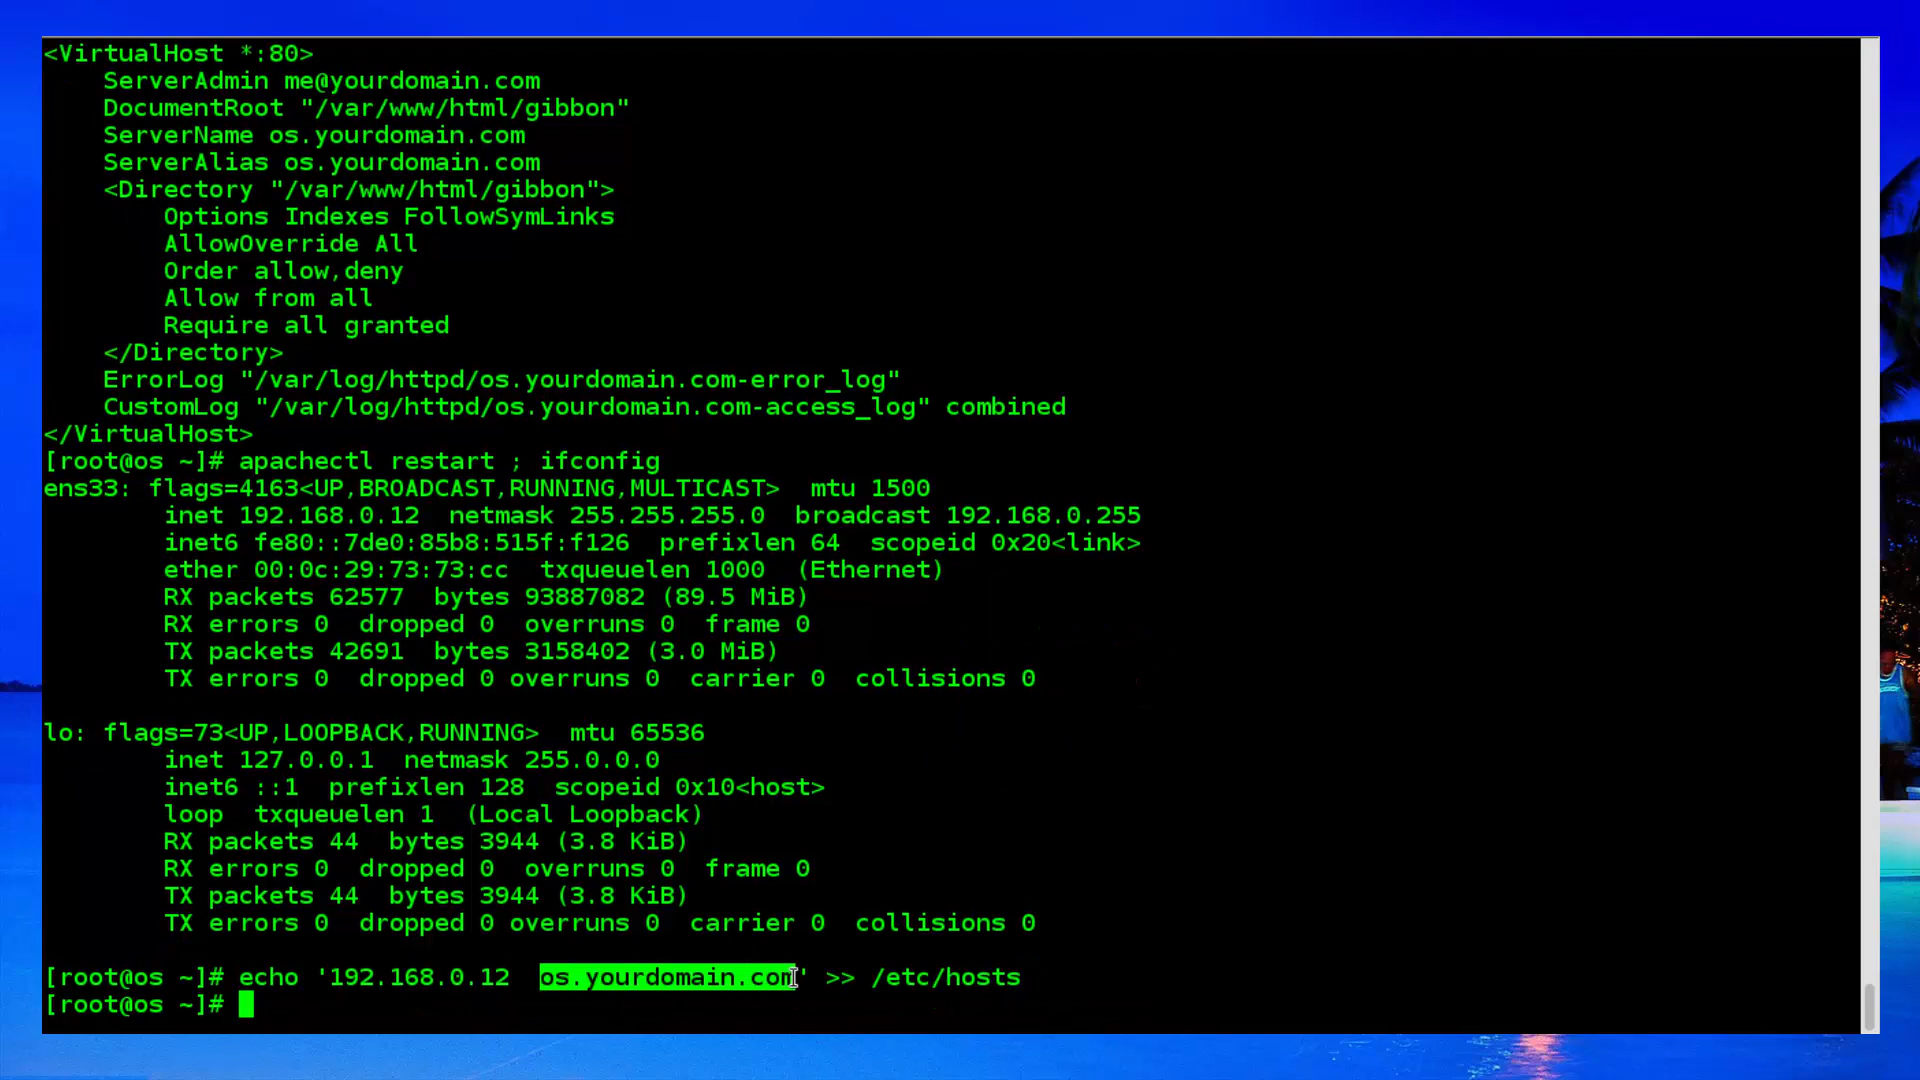 <VirtualHost *:80>
    ServerAdmin me@yourdomain.com
    DocumentRoot "/var/www/html/gibbon"
    ServerName os.yourdomain.com
    ServerAlias os.yourdomain.com
    <Directory "/var/www/html/gibbon">
        Options Indexes FollowSymLinks
        AllowOverride All
        Order allow,deny
        Allow from all
        Require all granted
    </Directory>
    ErrorLog "/var/log/httpd/os.yourdomain.com-error_log"
    CustomLog "/var/log/httpd/os.yourdomain.com-access_log" combined
</VirtualHost>
[root@os ~]# apachectl restart ; ifconfig
ens33: flags=4163<UP,BROADCAST,RUNNING,MULTICAST>  mtu 1500
        inet 192.168.0.12  netmask 255.255.255.0  broadcast 192.168.0.255
        inet6 fe80::7de0:85b8:515f:f126  prefixlen 64  scopeid 0x20<link>
        ether 00:0c:29:73:73:cc  txqueuelen 1000  (Ethernet)
        RX packets 62577  bytes 93887082 (89.5 MiB)
        RX errors 0  dropped 0  overruns 0  frame 0
        TX packets 42691  bytes 3158402 (3.0 MiB)
        TX errors 0  dropped 0 overruns 0  carrier 0  collisions 0

lo: flags=73<UP,LOOPBACK,RUNNING>  mtu 65536
        inet 127.0.0.1  netmask 255.0.0.0
        inet6 ::1  prefixlen 128  scopeid 0x10<host>
        loop  txqueuelen 1  (Local Loopback)
        RX packets 44  bytes 3944 (3.8 KiB)
        RX errors 0  dropped 0  overruns 0  frame 0
        TX packets 44  bytes 3944 (3.8 KiB)
        TX errors 0  dropped 0 overruns 0  carrier 0  collisions 0

[root@os ~]# echo '192.168.0.12  os.yourdomain.com' >> /etc/hosts
[root@os ~]#